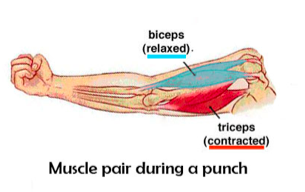 biceps
(relaxed).
triceps
(contracted)
Muscle pair during a punch